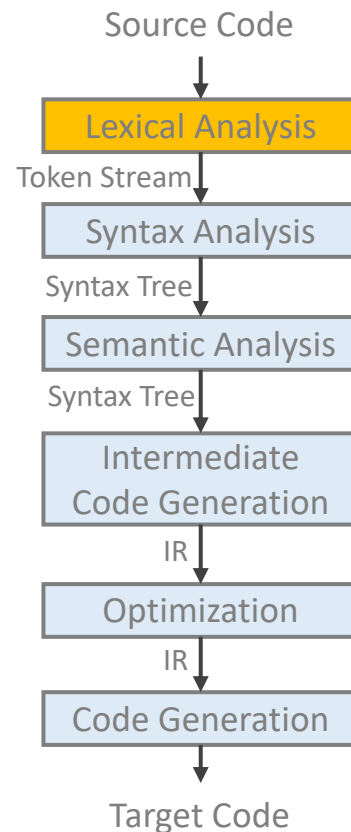 Source Code
Lexical Analysis
Token Stream
Syntax Analysis
Syntax Tree
Semantic Analysis
Syntax Tree
Intermediate
Code Generation
IR
Optimization
IR
Code Generation
Target Code